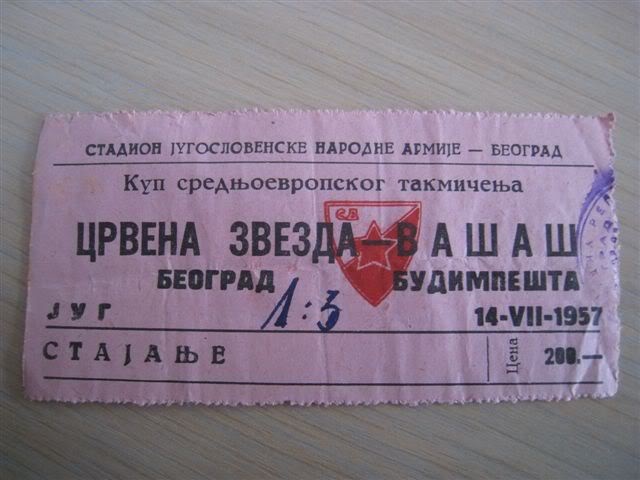 СТАДИОН ЈУГОСЛОВЕНСКЕ НАРОДНЕ АРМИЈЕ — БЕОГРАД
Куп средњоевропског такмичења
ЦРВЕНА ЗВЕЗДА — ВАШАШ
БЕОГРАД БУДИМПЕШТА
ЈУГ 1:3 14-VII-1957
СТАЈАЊЕ Цена 200.—